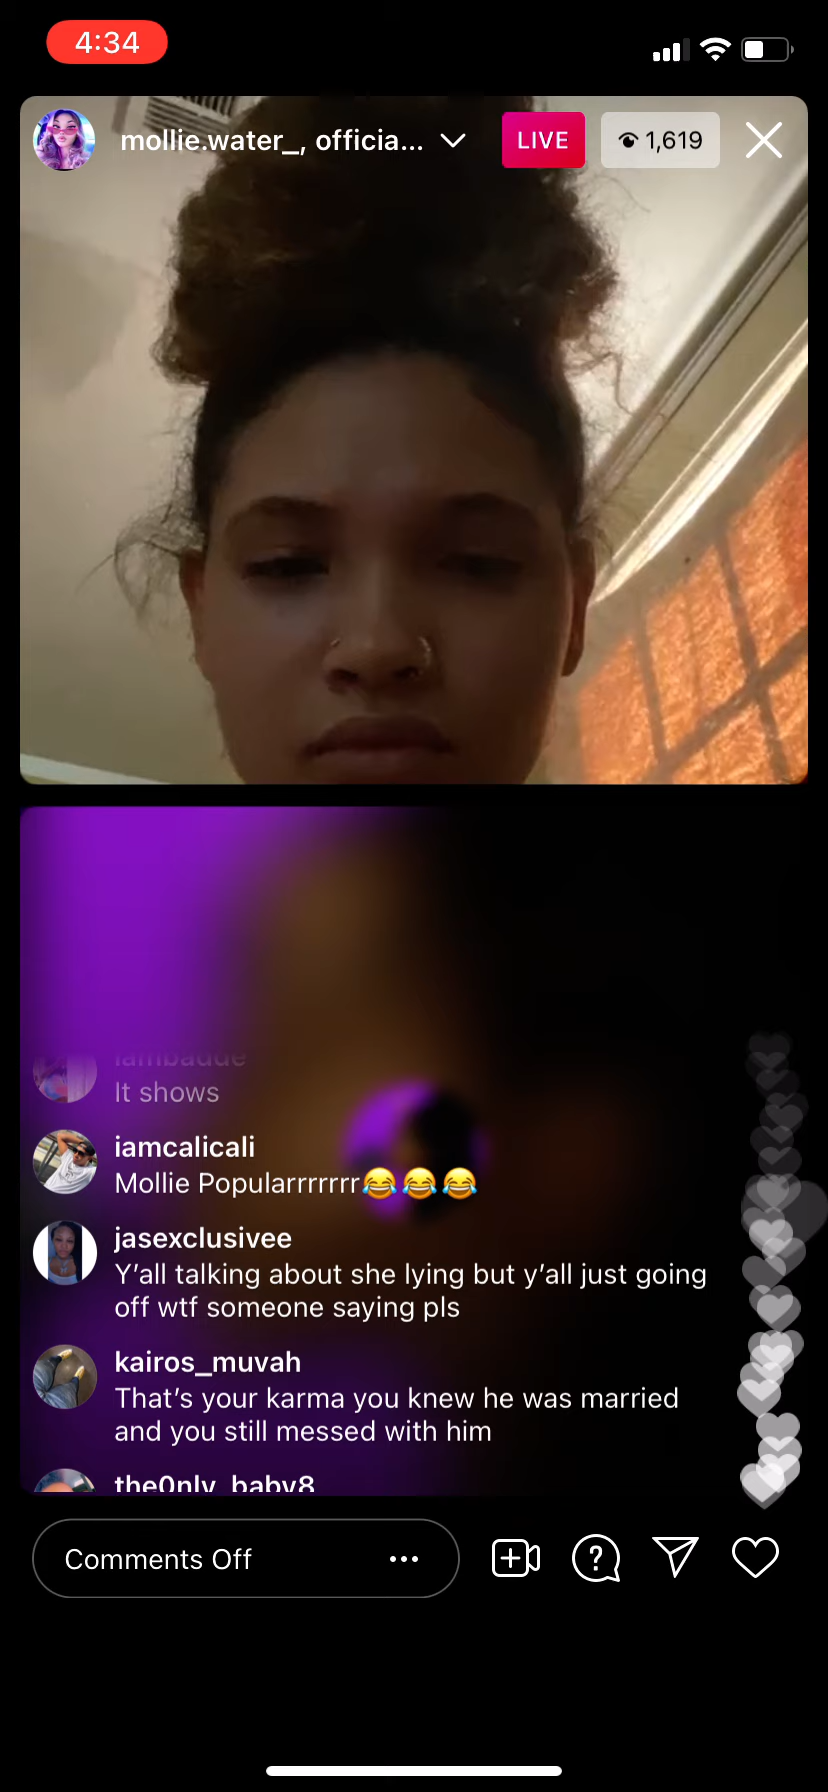 4:34
mollie.water_, officia...
LIVE
1,619
iambadde
It shows
iamcalicali
Mollie Popularrrrrrr😂😂😂
jasexclusivee
Y'all talking about she lying but y'all just going
off wtf someone saying pls
kairos_muvah
That's your karma you knew he was married
and you still messed with him
the0nly_baby8
Comments Off